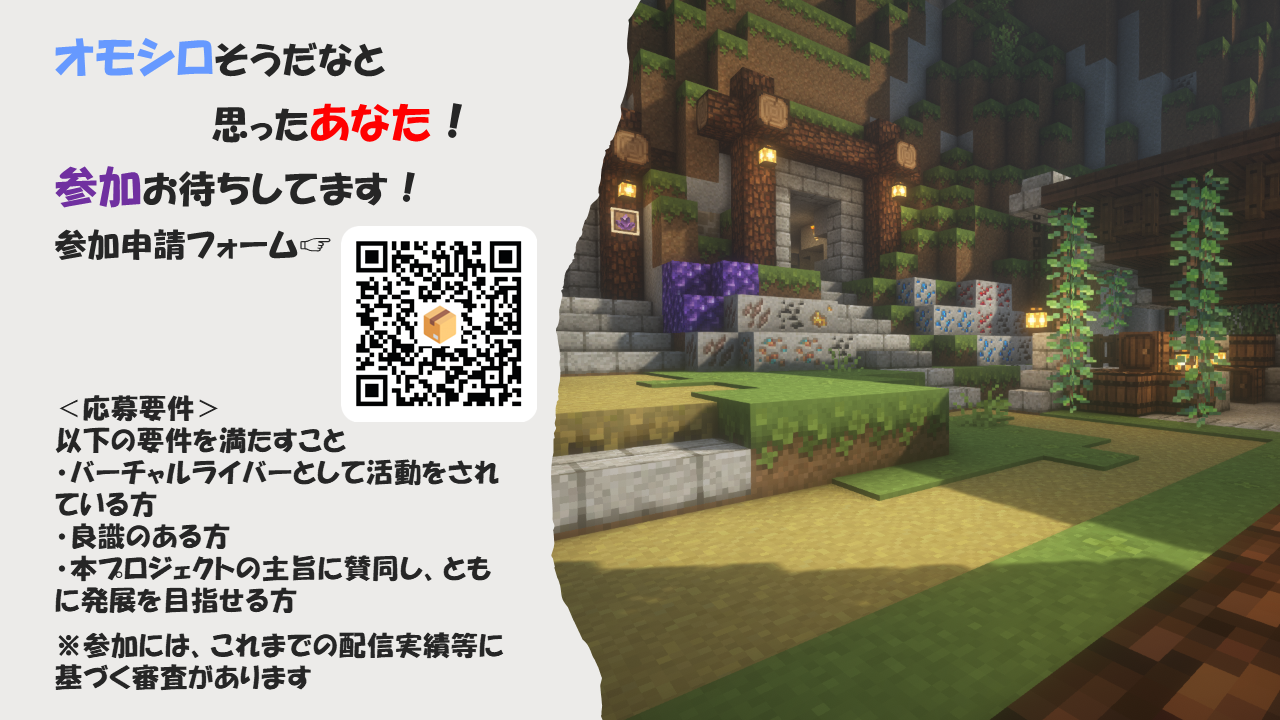 オモシロそうだなと
思ったあなた！
参加お待ちしてます！
参加申請フォーム☞
＜応募要件＞
以下の要件を満たすこと
・バーチャルライバーとして活動をされ
ている方
・良識のある方
・本プロジェクトの主旨に賛同し、とも
に発展を目指せる方
※参加には、これまでの配信実績等に
基づく審査があります